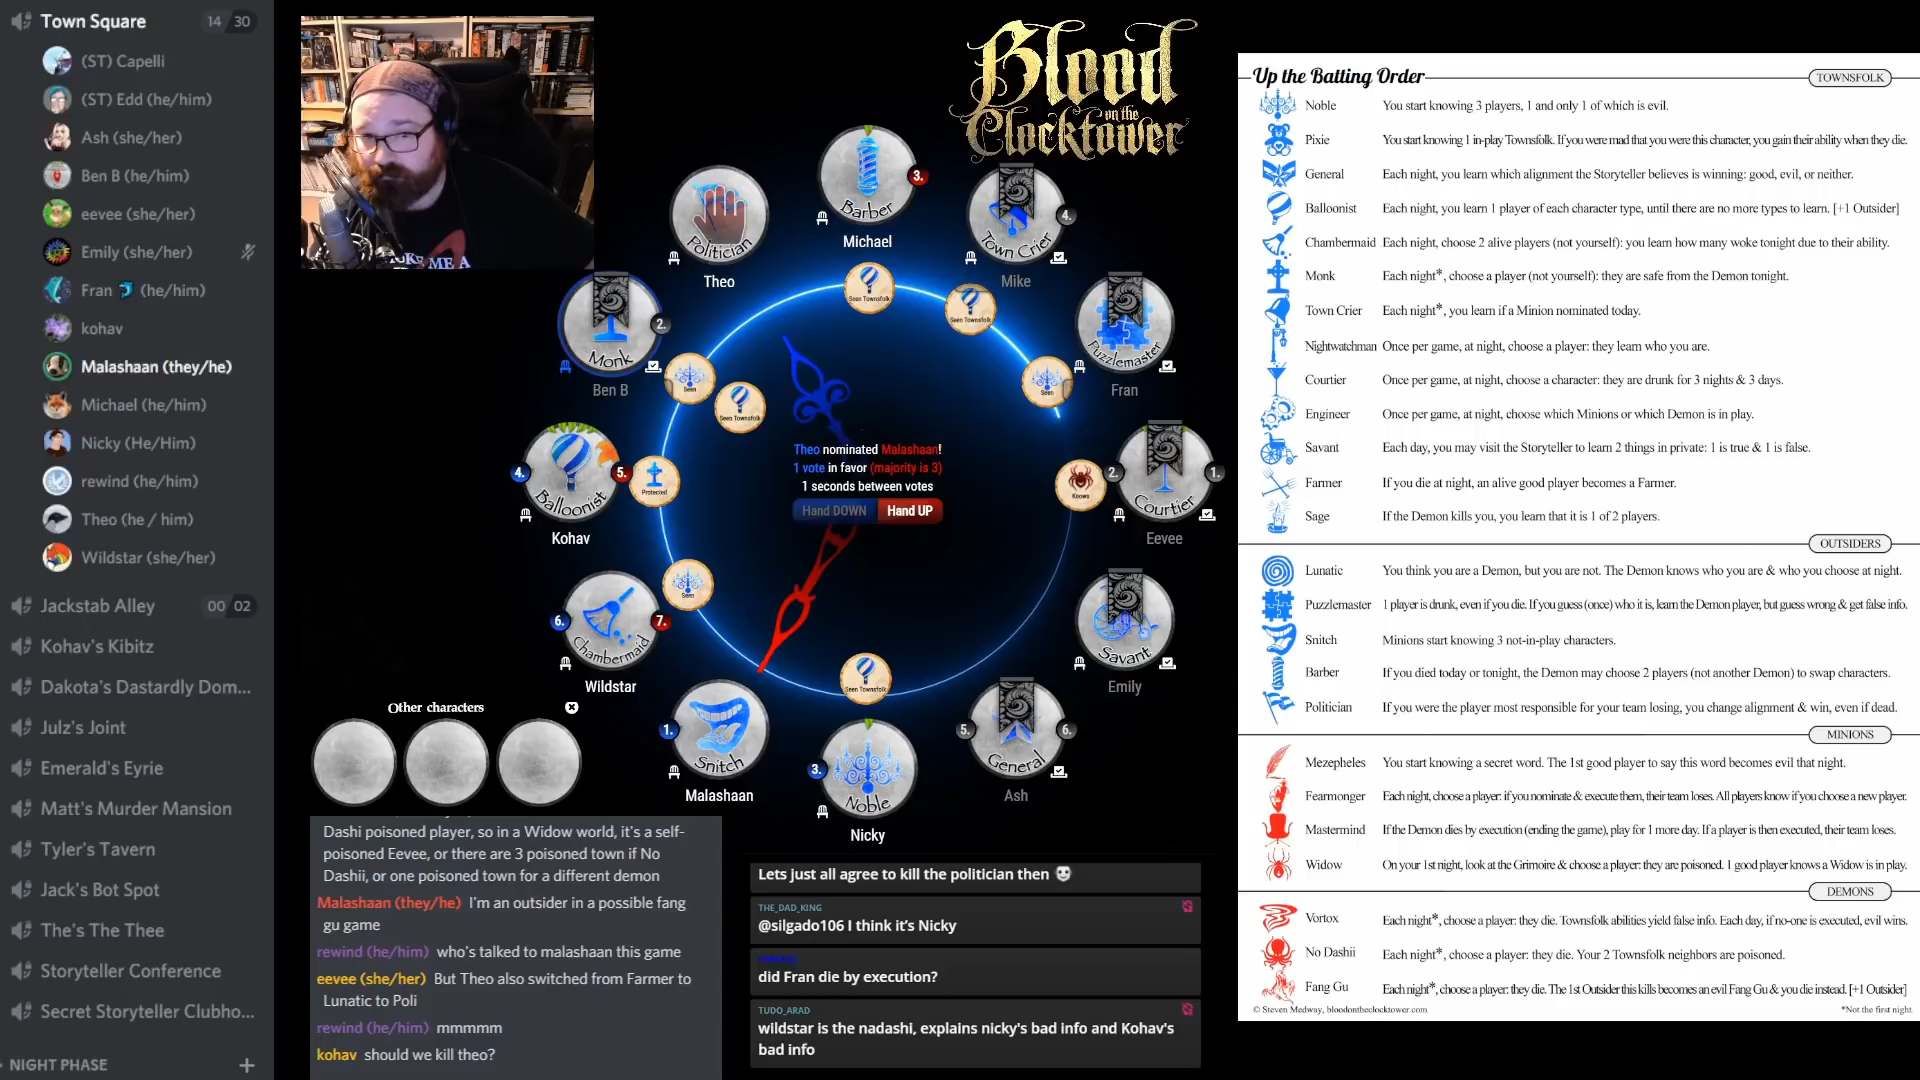 Town Square
14 30
(ST) Capelli
(ST) Edd (he/him)
Ash (she/her)
Ben B (he/him)
eevee (she/her)
Emily (she/her)
Fran (he/him)
kohav
Malashaan (they/he)
Michael (he/him)
Nicky (He/Him)
rewind (he/him)
Theo (he / him)
Wildstar (she/her)
Jackstab Alley
00 02
Kohav's Kibitz
Dakota's Dastardly Dom...
Julz's Joint
Emerald's Eyrie
Matt's Murder Mansion
Tyler's Tavern
Jack's Bot Spot
The's The Thee
Storyteller Conference
Secret Storyteller Clubho...
NIGHT PHASE
KE ME A
Blood
on the
Clocktower
Barber
3.
Michael
Politician
Theo
Town Crier
4.
Mike
Monk
2.
Ben B
Puzzlemaster
Fran
Balloonist
4.
5.
Kohav
Courtier
2.
1.
Eevee
Chambermaid
6.
7.
Wildstar
Savant
Emily
Snitch
1.
Malashaan
Noble
3.
Nicky
General
5.
6.
Ash
Seen Townsfolk
Seen Townsfolk
Seen
Seen
Seen Townsfolk
Protected
Knows
Seen
Seen Townsfolk
Theo nominated Malashaan!
1 vote in favor (majority is 3)
1 seconds between votes
Hand DOWN
Hand UP
Other characters
Dashi poisoned player, so in a Widow world, it's a self-
poisoned Eevee, or there are 3 poisoned town if No
Dashii, or one poisoned town for a different demon
Malashaan (they/he) I'm an outsider in a possible fang
gu game
rewind (he/him) who's talked to malashaan this game
eevee (she/her) But Theo also switched from Farmer to
Lunatic to Poli
rewind (he/him) mmmmm
kohav should we kill theo?
Lets just all agree to kill the politician then
THE_DAD_KING
@silgado106 I think it's Nicky
did Fran die by execution?
TUDO_ARAD
wildstar is the nadashi, explains nicky's bad info and Kohav's
bad info
Up the Batting Order
TOWNSFOLK
Noble You start knowing 3 players, 1 and only 1 of which is evil.
Pixie You start knowing 1 in-play Townsfolk. If you were mad that you were this character, you gain their ability when they die.
General Each night, you learn which alignment the Storyteller believes is winning: good, evil, or neither.
Balloonist Each night, you learn 1 player of each character type, until there are no more types to learn. [+1 Outsider]
Chambermaid Each night, choose 2 alive players (not yourself): you learn how many woke tonight due to their ability.
Monk Each night*, choose a player (not yourself): they are safe from the Demon tonight.
Town Crier Each night*, you learn if a Minion nominated today.
Nightwatchman Once per game, at night, choose a player: they learn who you are.
Courtier Once per game, at night, choose a character: they are drunk for 3 nights & 3 days.
Engineer Once per game, at night, choose which Minions or which Demon is in play.
Savant Each day, you may visit the Storyteller to learn 2 things in private: 1 is true & 1 is false.
Farmer If you die at night, an alive good player becomes a Farmer.
Sage If the Demon kills you, you learn that it is 1 of 2 players.
OUTSIDERS
Lunatic You think you are a Demon, but you are not. The Demon knows who you are & who you choose at night.
Puzzlemaster 1 player is drunk, even if you die. If you guess (once) who it is, learn the Demon player, but guess wrong & get false info.
Snitch Minions start knowing 3 not-in-play characters.
Barber If you died today or tonight, the Demon may choose 2 players (not another Demon) to swap characters.
Politician If you were the player most responsible for your team losing, you change alignment & win, even if dead.
MINIONS
Mezepheles You start knowing a secret word. The 1st good player to say this word becomes evil that night.
Fearmonger Each night, choose a player: if you nominate & execute them, their team loses. All players know if you choose a new player.
Mastermind If the Demon dies by execution (ending the game), play for 1 more day. If a player is then executed, their team loses.
Widow On your 1st night, look at the Grimoire & choose a player: they are poisoned. 1 good player knows a Widow is in play.
DEMONS
Vortox Each night*, choose a player: they die. Townsfolk abilities yield false info. Each day, if no-one is executed, evil wins.
No Dashii Each night*, choose a player: they die. Your 2 Townsfolk neighbors are poisoned.
Fang Gu Each night*, choose a player: they die. The 1st Outsider this kills becomes an evil Fang Gu & you die instead. [+1 Outsider]
© Steven Medway, bloodontheclocktower.com
*Not the first night.